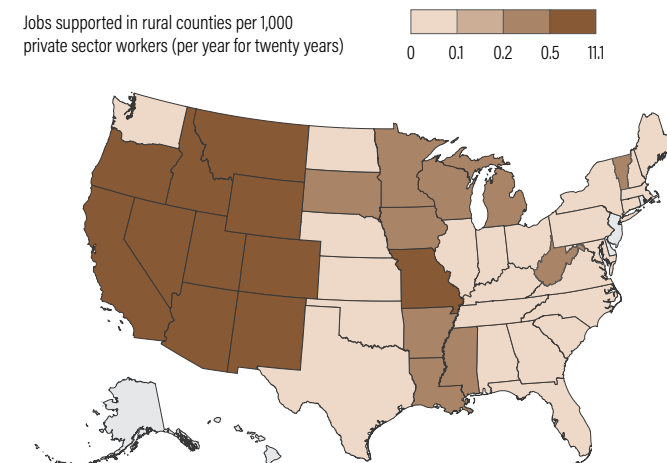 Jobs supported in rural counties per 1,000
private sector workers (per year for twenty years)
0 0.1 0.2 0.5 11.1